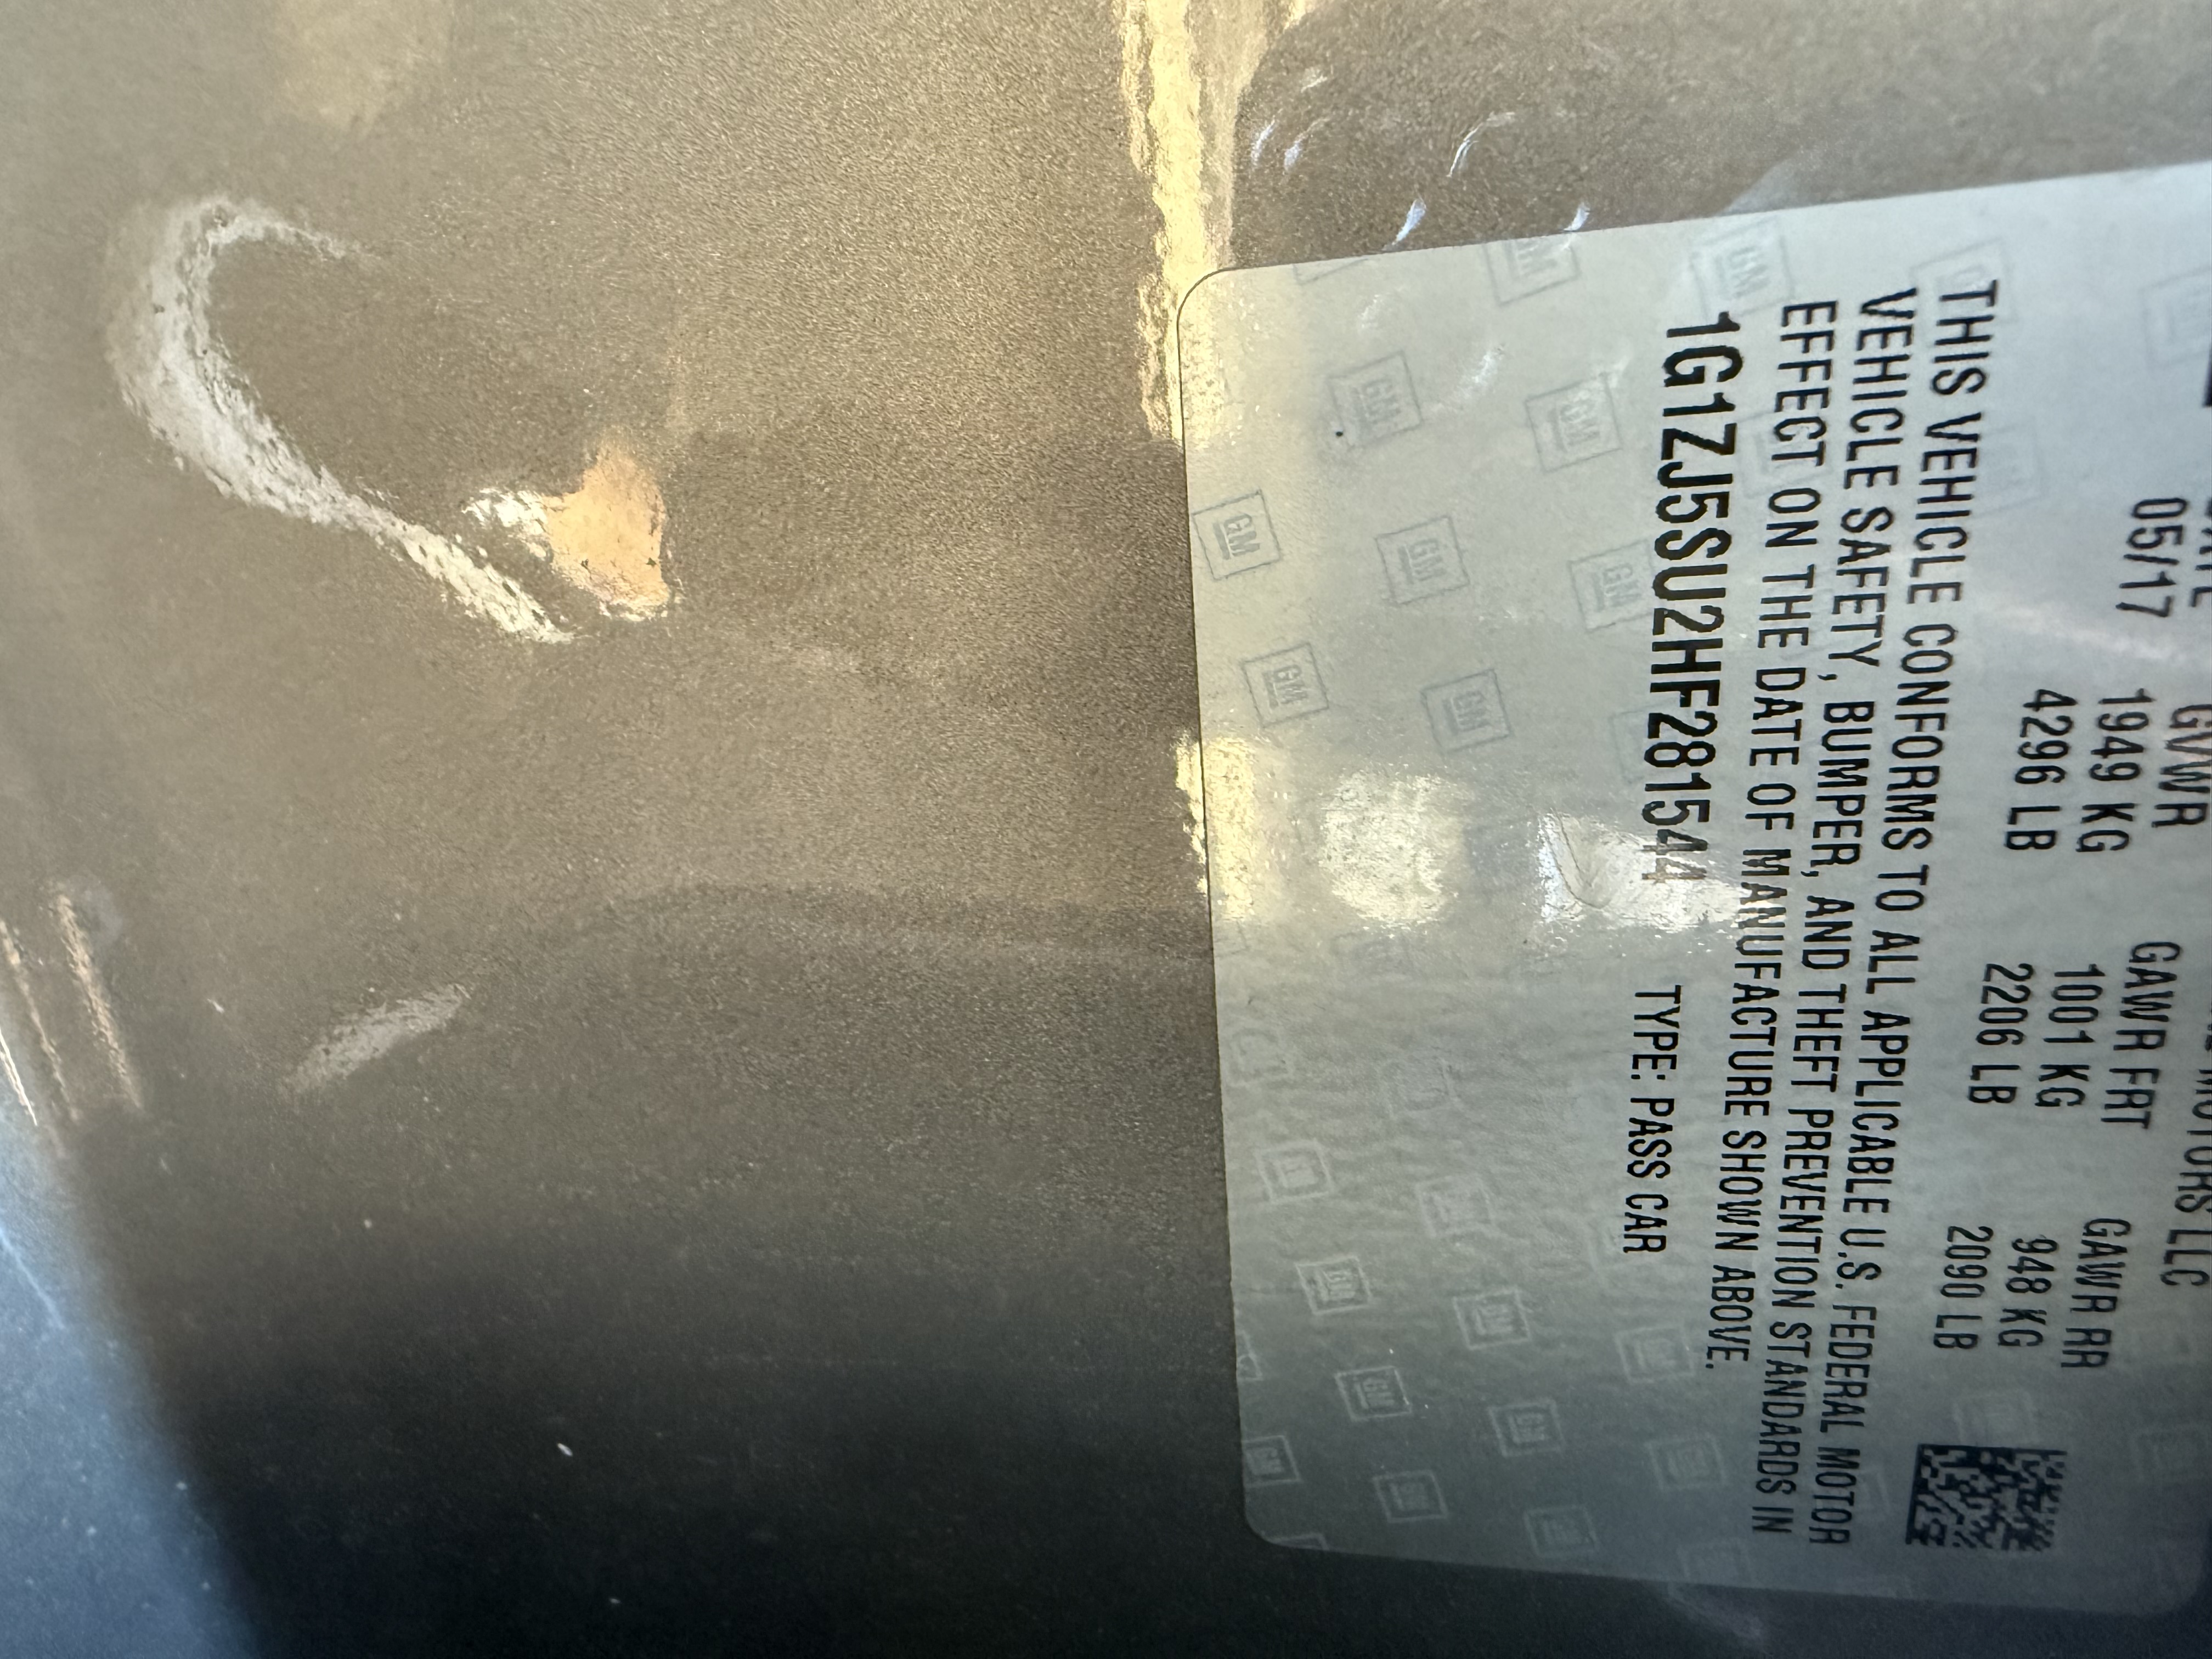 MOTORS LLC
GVWR GAWR FRT GAWR RR
05/17 1949 KG 1001 KG 948 KG
4296 LB 2206 LB 2090 LB
THIS VEHICLE CONFORMS TO ALL APPLICABLE U.S. FEDERAL MOTOR
VEHICLE SAFETY, BUMPER, AND THEFT PREVENTION STANDARDS IN
EFFECT ON THE DATE OF MANUFACTURE SHOWN ABOVE.
1G1ZJ5SU2HF281544 TYPE: PASS CAR